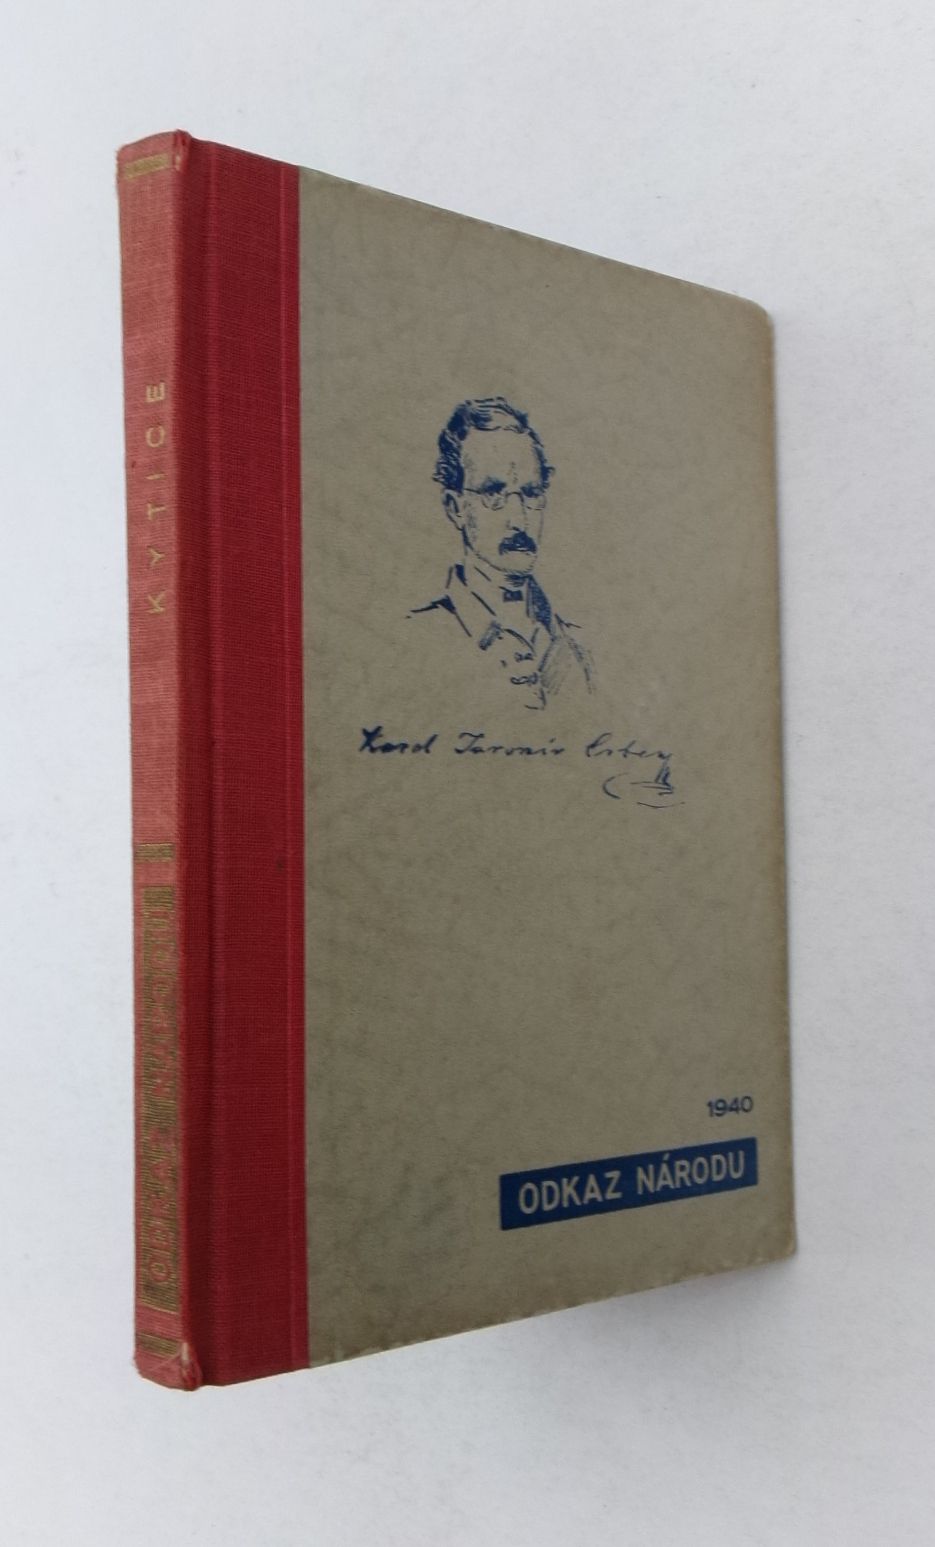 KYTICE
ODKAZ NÁRODU
Karel Jaromír Erben
1940
ODKAZ NÁRODU